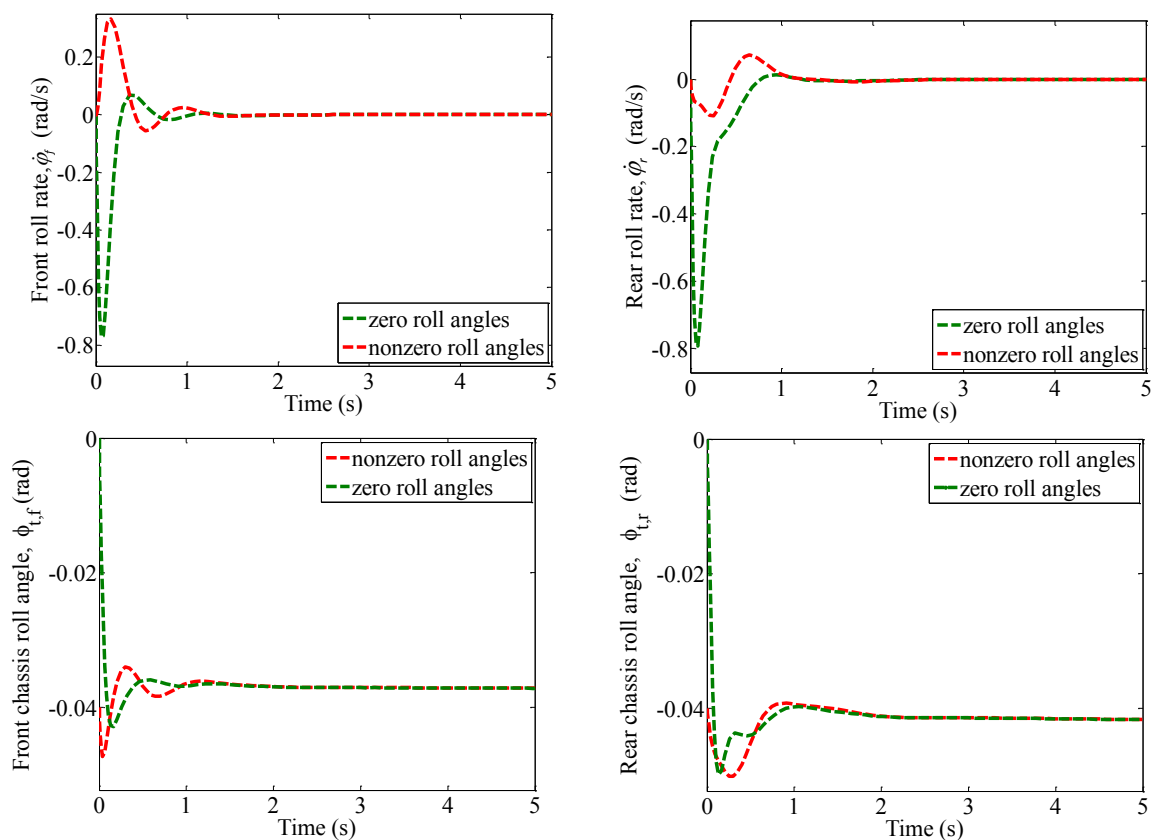 0.2
0
-0.2
-0.4
-0.6
-0.8
Front roll rate, φ̇_f (rad/s)
zero roll angles
nonzero roll angles
0 1 2 3 4 5
Time (s)
0
-0.2
-0.4
-0.6
-0.8
Rear roll rate, φ̇_r (rad/s)
zero roll angles
nonzero roll angles
0 1 2 3 4 5
Time (s)
0
-0.02
-0.04
Front chassis roll angle, ϕ_t,f (rad)
nonzero roll angles
zero roll angles
0 1 2 3 4 5
Time (s)
0
-0.02
-0.04
Rear chassis roll angle, ϕ_t,r (rad)
nonzero roll angles
zero roll angles
0 1 2 3 4 5
Time (s)